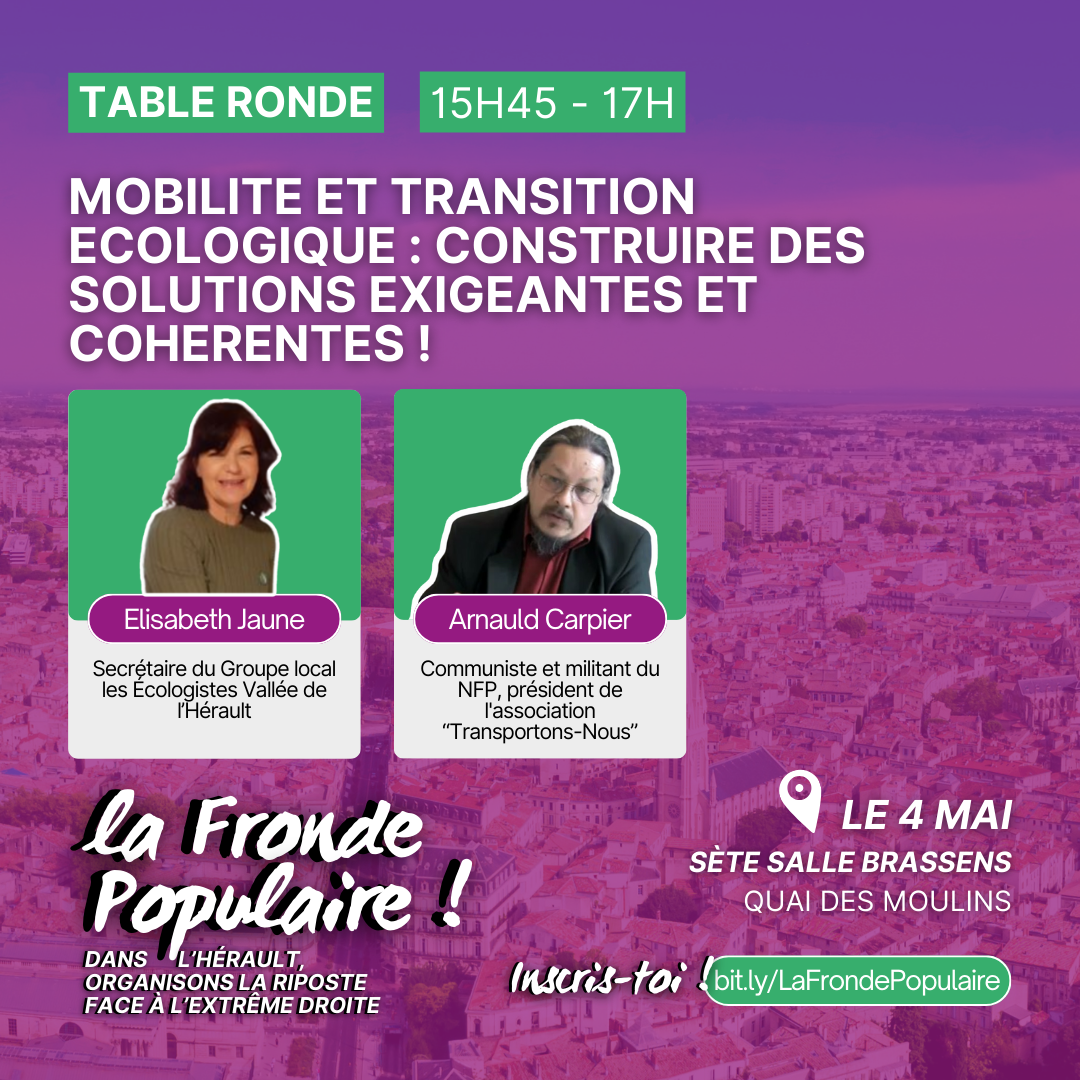 TABLE RONDE
15H45 - 17H
MOBILITE ET TRANSITION
ECOLOGIQUE : CONSTRUIRE DES
SOLUTIONS EXIGEANTES ET
COHERENTES !
Elisabeth Jaune
Secrétaire du Groupe local
les Écologistes Vallée de
l'Hérault
Arnauld Carpier
Communiste et militant du
NFP, président de
l'association
“Transportons-Nous”
la Fronde
Populaire !
DANS L'HÉRAULT,
ORGANISONS LA RIPOSTE
FACE À L'EXTRÊME DROITE
LE 4 MAI
SÈTE SALLE BRASSENS
QUAI DES MOULINS
Inscris-toi !
bit.ly/LaFrondePopulaire